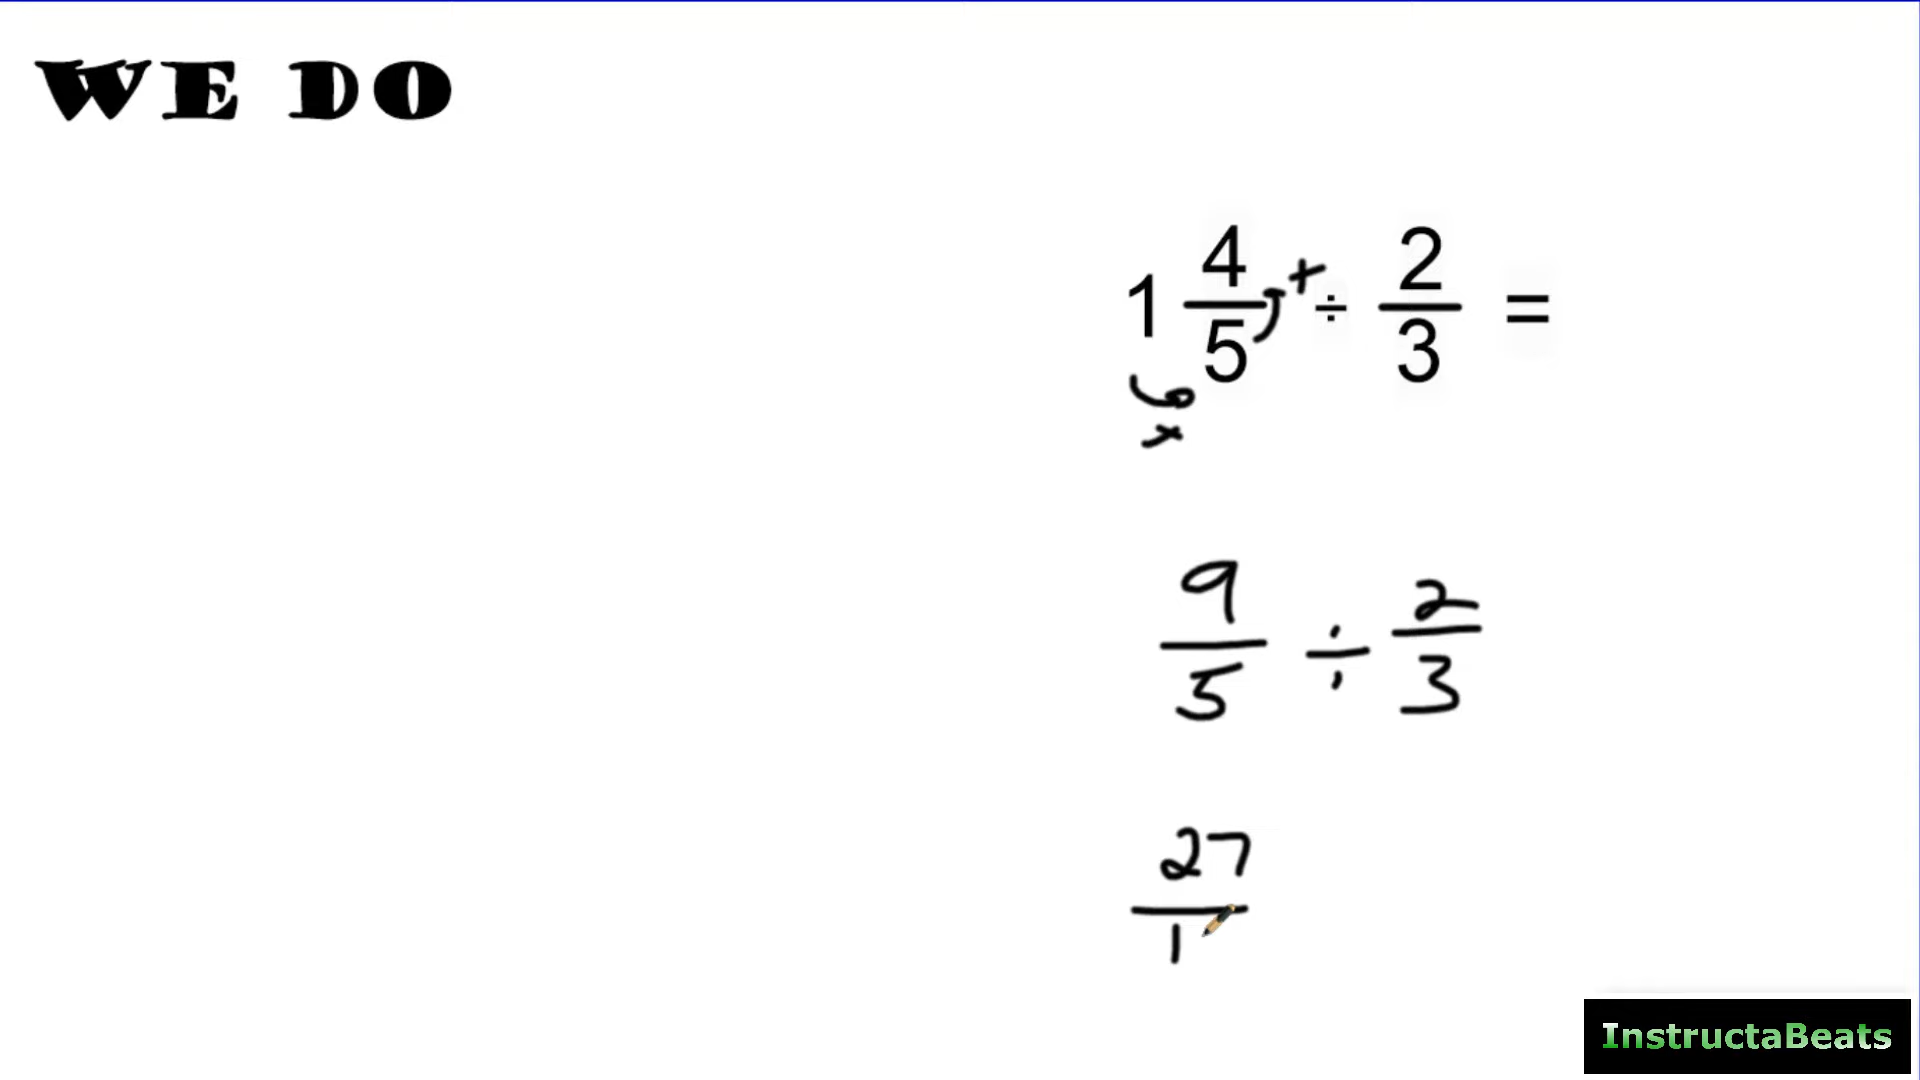 WE DO
1 4/5 + ÷ 2/3 =
x
9/5 ÷ 2/3
27/1
InstructaBeats